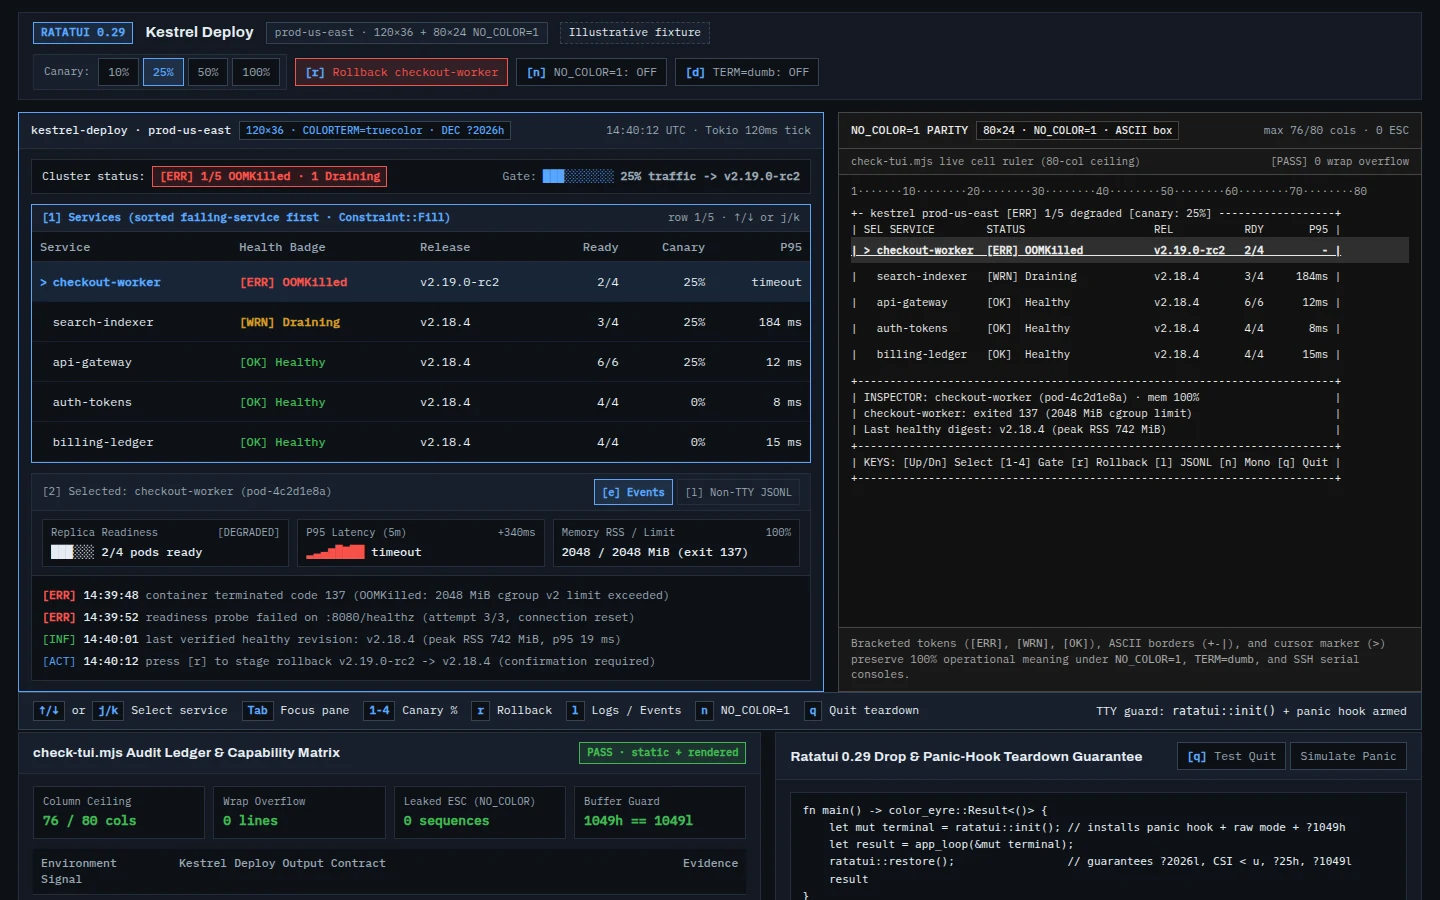 RATATUI 0.29 Kestrel Deploy prod-us-east · 120×36 + 80×24 NO_COLOR=1 Illustrative fixture
Canary: 10% 25% 50% 100% [r] Rollback checkout-worker [n] NO_COLOR=1: OFF [d] TERM=dumb: OFF
kestrel-deploy · prod-us-east 120×36 · COLORTERM=truecolor · DEC ?2026h 14:40:12 UTC · Tokio 120ms tick
Cluster status: [ERR] 1/5 OOMKilled · 1 Draining Gate: ███░░░░░░░ 25% traffic -> v2.19.0-rc2
[1] Services (sorted failing-service first · Constraint::Fill) row 1/5 · ↑/↓ or j/k
Service Health Badge Release Ready Canary P95
> checkout-worker [ERR] OOMKilled v2.19.0-rc2 2/4 25% timeout
search-indexer [WRN] Draining v2.18.4 3/4 25% 184 ms
api-gateway [OK] Healthy v2.18.4 6/6 25% 12 ms
auth-tokens [OK] Healthy v2.18.4 4/4 0% 8 ms
billing-ledger [OK] Healthy v2.18.4 4/4 0% 15 ms
[2] Selected: checkout-worker (pod-4c2d1e8a) [e] Events [l] Non-TTY JSONL
Replica Readiness [DEGRADED] P95 Latency (5m) +340ms Memory RSS / Limit 100%
███░░░ 2/4 pods ready ▂▃▄▆█▇██ timeout 2048 / 2048 MiB (exit 137)
[ERR] 14:39:48 container terminated code 137 (OOMKilled: 2048 MiB cgroup v2 limit exceeded)
[ERR] 14:39:52 readiness probe failed on :8080/healthz (attempt 3/3, connection reset)
[INF] 14:40:01 last verified healthy revision: v2.18.4 (peak RSS 742 MiB, p95 19 ms)
[ACT] 14:40:12 press [r] to stage rollback v2.19.0-rc2 -> v2.18.4 (confirmation required)
NO_COLOR=1 PARITY 80×24 · NO_COLOR=1 · ASCII box max 76/80 cols · 0 ESC
check-tui.mjs live cell ruler (80-col ceiling) [PASS] 0 wrap overflow
1·······10········20········30········40········50········60········70········80
+- kestrel prod-us-east [ERR] 1/5 degraded [canary: 25%] ------------------+
| SEL SERVICE STATUS REL RDY P95 |
| > checkout-worker [ERR] OOMKilled v2.19.0-rc2 2/4 - |
| search-indexer [WRN] Draining v2.18.4 3/4 184ms |
| api-gateway [OK] Healthy v2.18.4 6/6 12ms |
| auth-tokens [OK] Healthy v2.18.4 4/4 8ms |
| billing-ledger [OK] Healthy v2.18.4 4/4 15ms |
+--------------------------------------------------------------------------+
| INSPECTOR: checkout-worker (pod-4c2d1e8a) · mem 100% |
| checkout-worker: exited 137 (2048 MiB cgroup limit) |
| Last healthy digest: v2.18.4 (peak RSS 742 MiB) |
+--------------------------------------------------------------------------+
| KEYS: [Up/Dn] Select [1-4] Gate [r] Rollback [l] JSONL [n] Mono [q] Quit |
+--------------------------------------------------------------------------+
Bracketed tokens ([ERR], [WRN], [OK]), ASCII borders (+-|), and cursor marker (>)
preserve 100% operational meaning under NO_COLOR=1, TERM=dumb, and SSH serial
consoles.
↑/↓ or j/k Select service Tab Focus pane 1-4 Canary % r Rollback l Logs / Events n NO_COLOR=1 q Quit teardown TTY guard: ratatui::init() + panic hook armed
check-tui.mjs Audit Ledger & Capability Matrix PASS · static + rendered
Column Ceiling Wrap Overflow Leaked ESC (NO_COLOR) Buffer Guard
76 / 80 cols 0 lines 0 sequences 1049h == 1049l
Environment Kestrel Deploy Output Contract Evidence
Signal
Ratatui 0.29 Drop & Panic-Hook Teardown Guarantee [q] Test Quit Simulate Panic
fn main() -> color_eyre::Result<()> {
let mut terminal = ratatui::init(); // installs panic hook + raw mode + ?1049h
let result = app_loop(&mut terminal);
ratatui::restore(); // guarantees ?2026l, CSI < u, ?25h, ?1049l
result
}